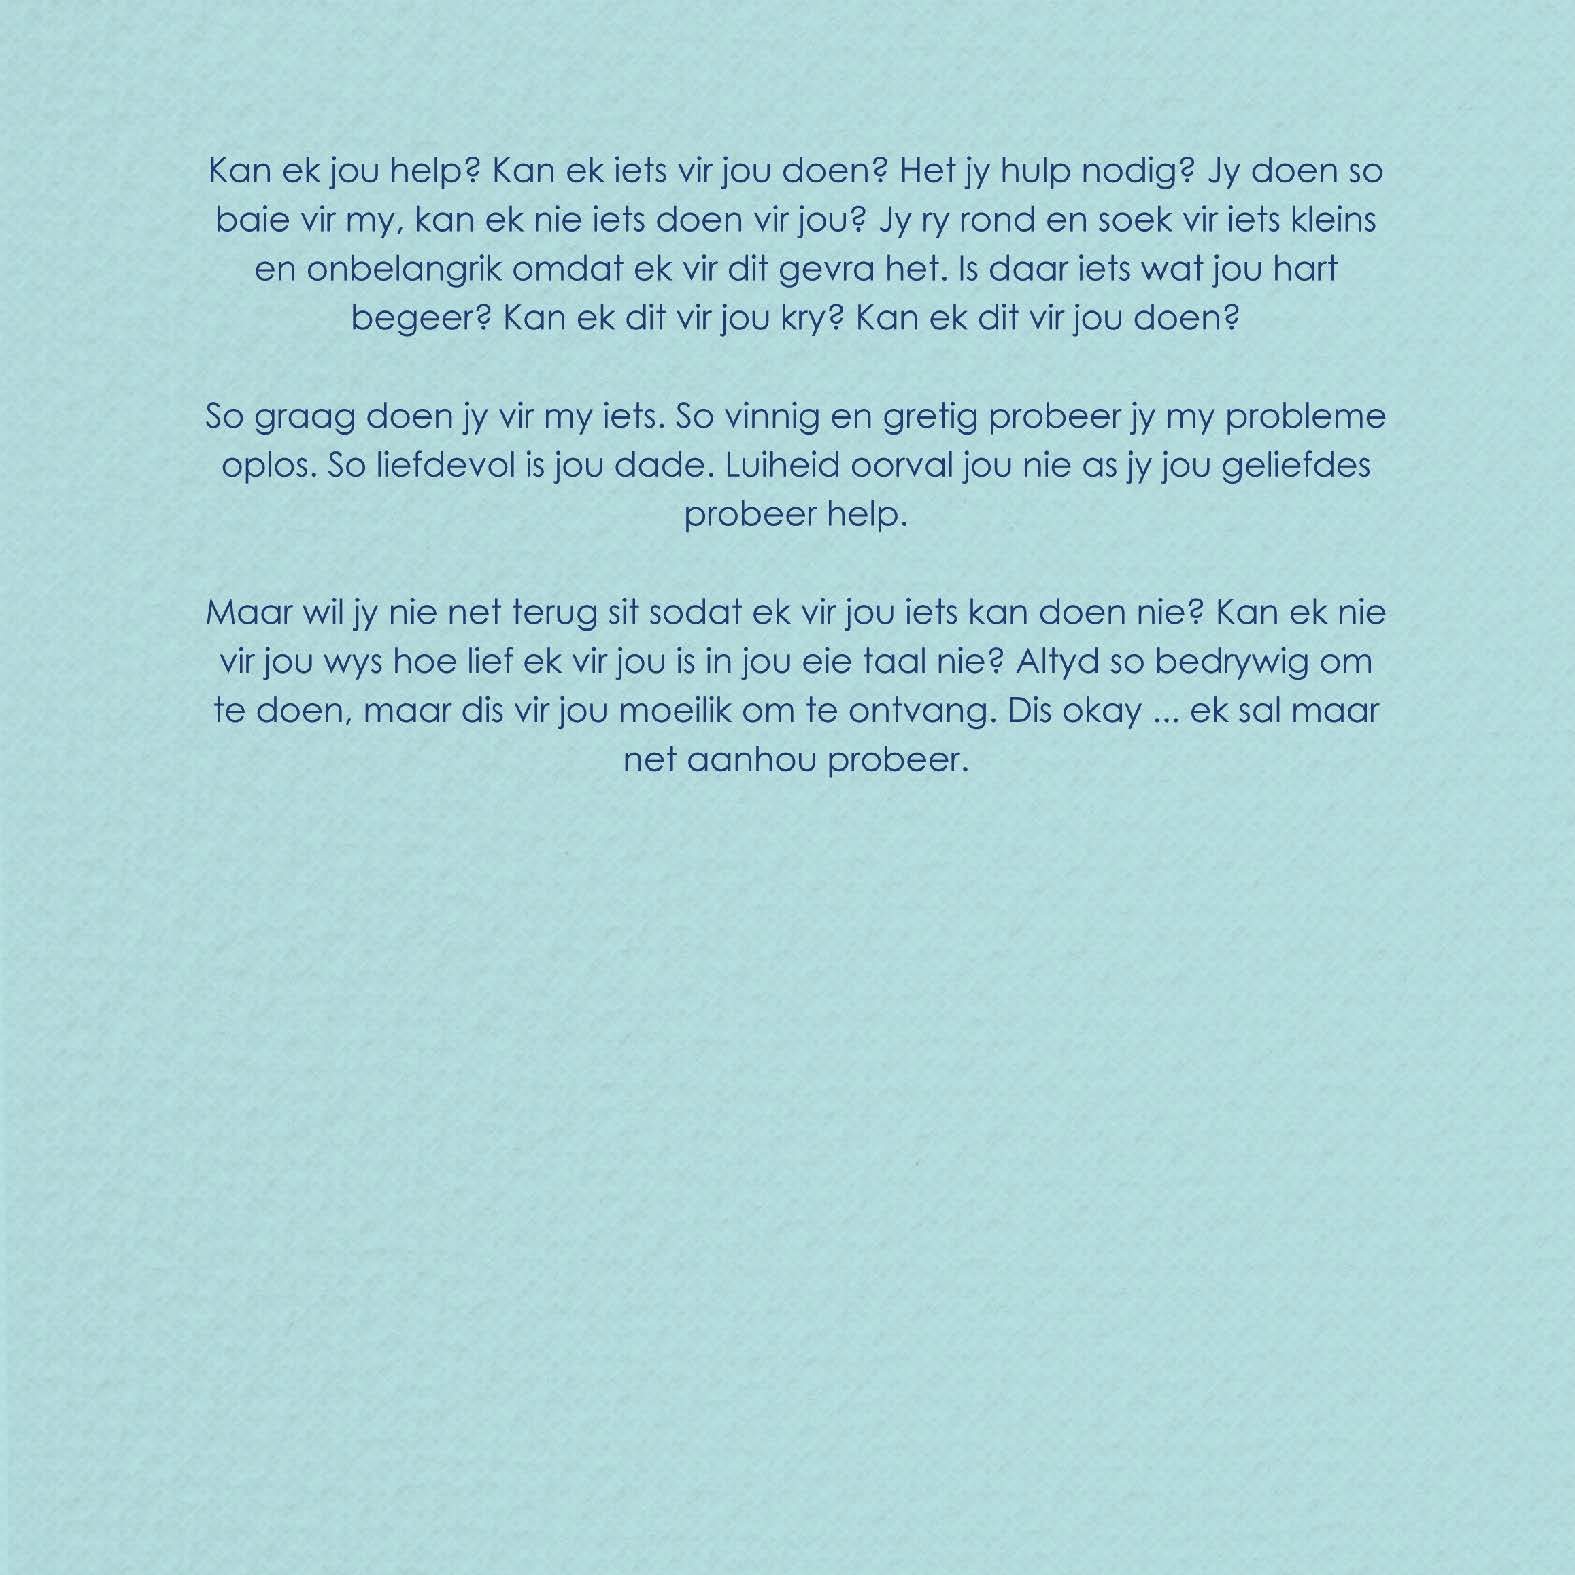 Kan ek jou help? Kan ek iets vir jou doen? Het jy hulp nodig? Jy doen so
baie vir my, kan ek nie iets doen vir jou? Jy ry rond en soek vir iets kleins
en onbelangrik omdat ek vir dit gevra het. Is daar iets wat jou hart
begeer? Kan ek dit vir jou kry? Kan ek dit vir jou doen?
So graag doen jy vir my iets. So vinnig en gretig probeer jy my probleme
oplos. So liefdevol is jou dade. Luiheid oorval jou nie as jy jou geliefdes
probeer help.
Maar wil jy nie net terug sit sodat ek vir jou iets kan doen nie? Kan ek nie
vir jou wys hoe lief ek vir jou is in jou eie taal nie? Altyd so bedrywig om
te doen, maar dis vir jou moeilik om te ontvang. Dis okay ... ek sal maar
net aanhou probeer.